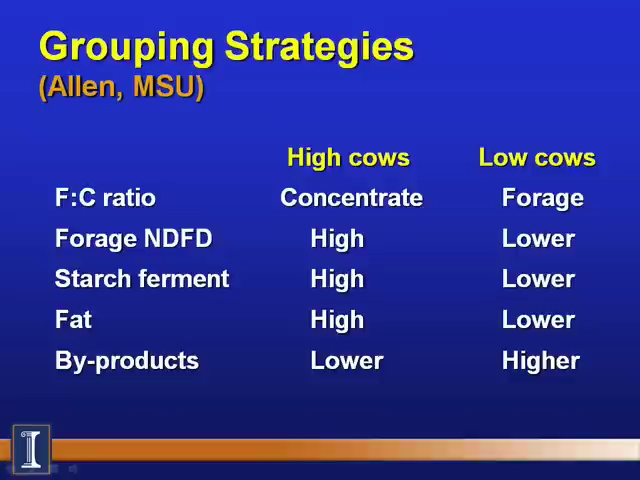 Grouping Strategies
(Allen, MSU)
High cows Low cows
F:C ratio Concentrate Forage
Forage NDFD High Lower
Starch ferment High Lower
Fat High Lower
By-products Lower Higher
I